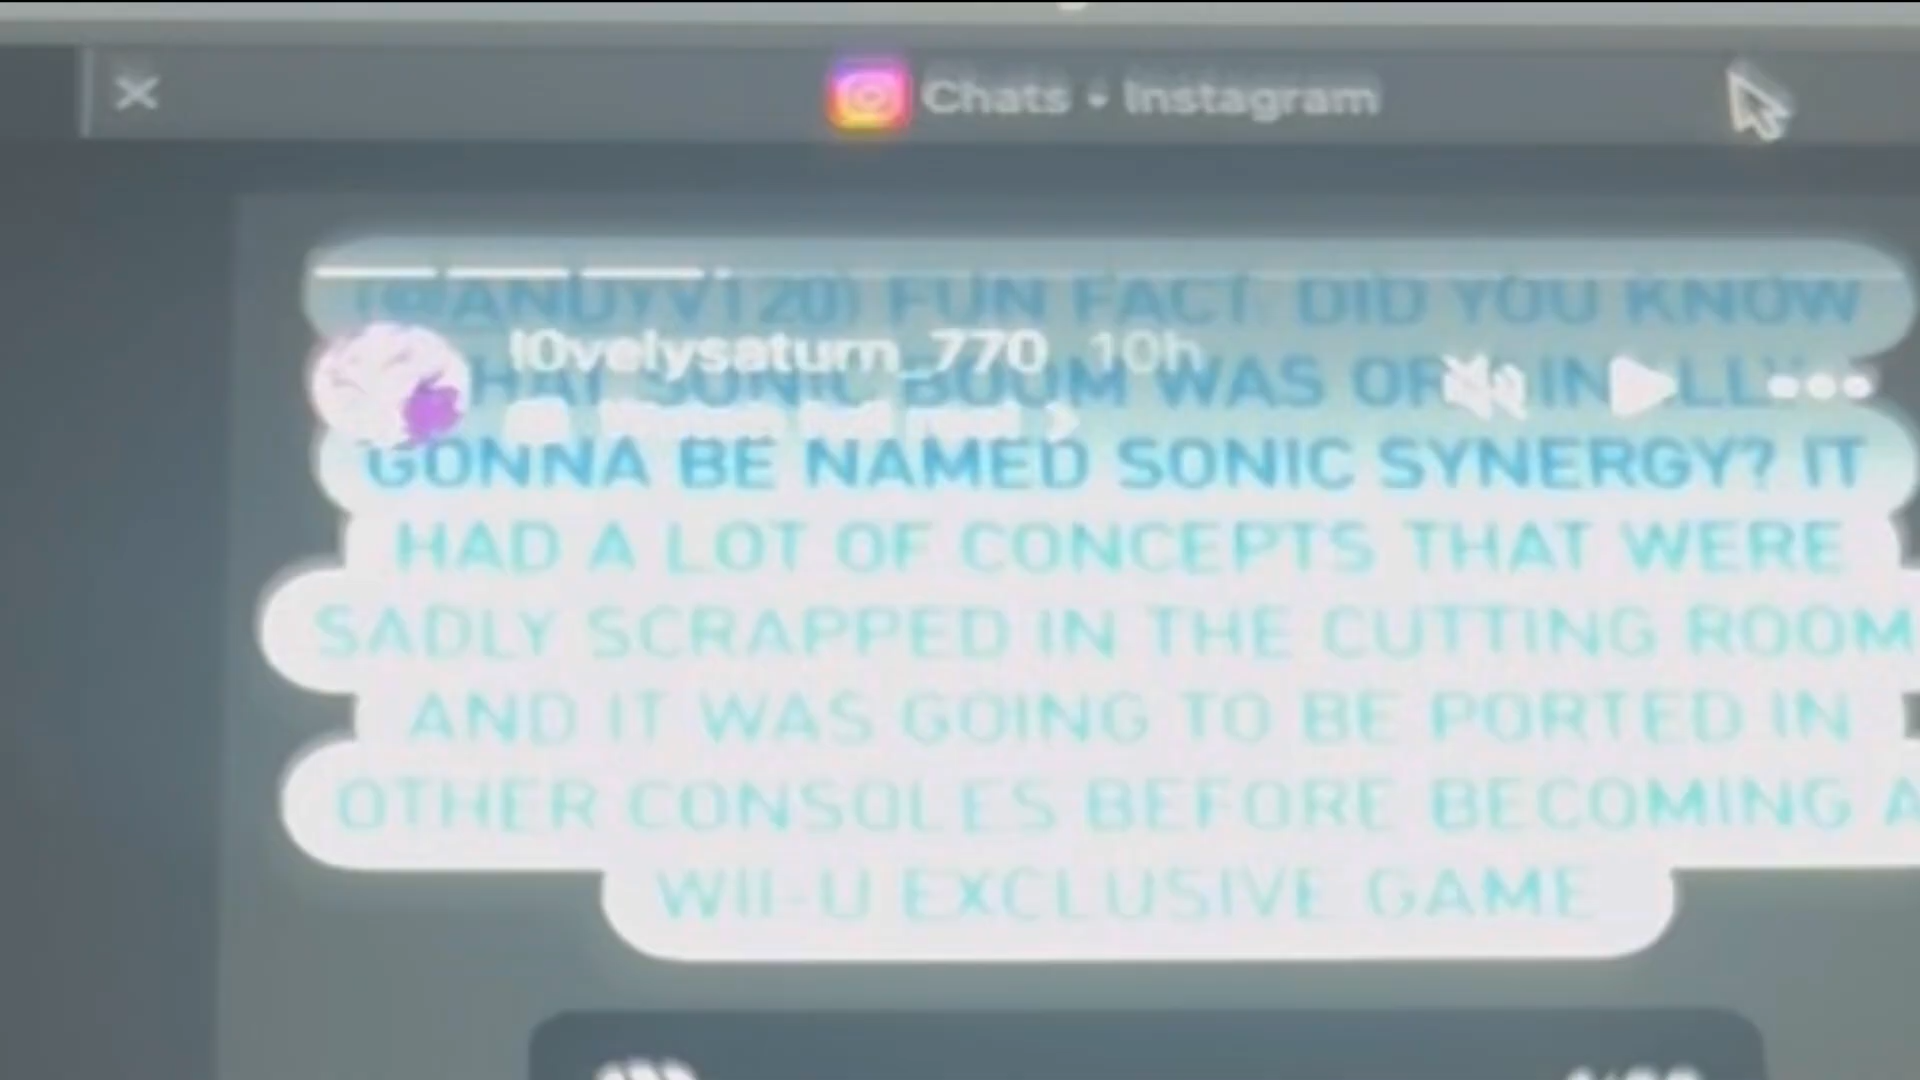 Chats • Instagram
(@ANDYV120) FUN FACT: DID YOU KNOW
l0velysaturn_770 10h
THAT SONIC BOOM WAS ORIGINALLY
GONNA BE NAMED SONIC SYNERGY? IT
HAD A LOT OF CONCEPTS THAT WERE
SADLY SCRAPPED IN THE CUTTING ROOM
AND IT WAS GOING TO BE PORTED IN
OTHER CONSOLES BEFORE BECOMING A
WII-U EXCLUSIVE GAME